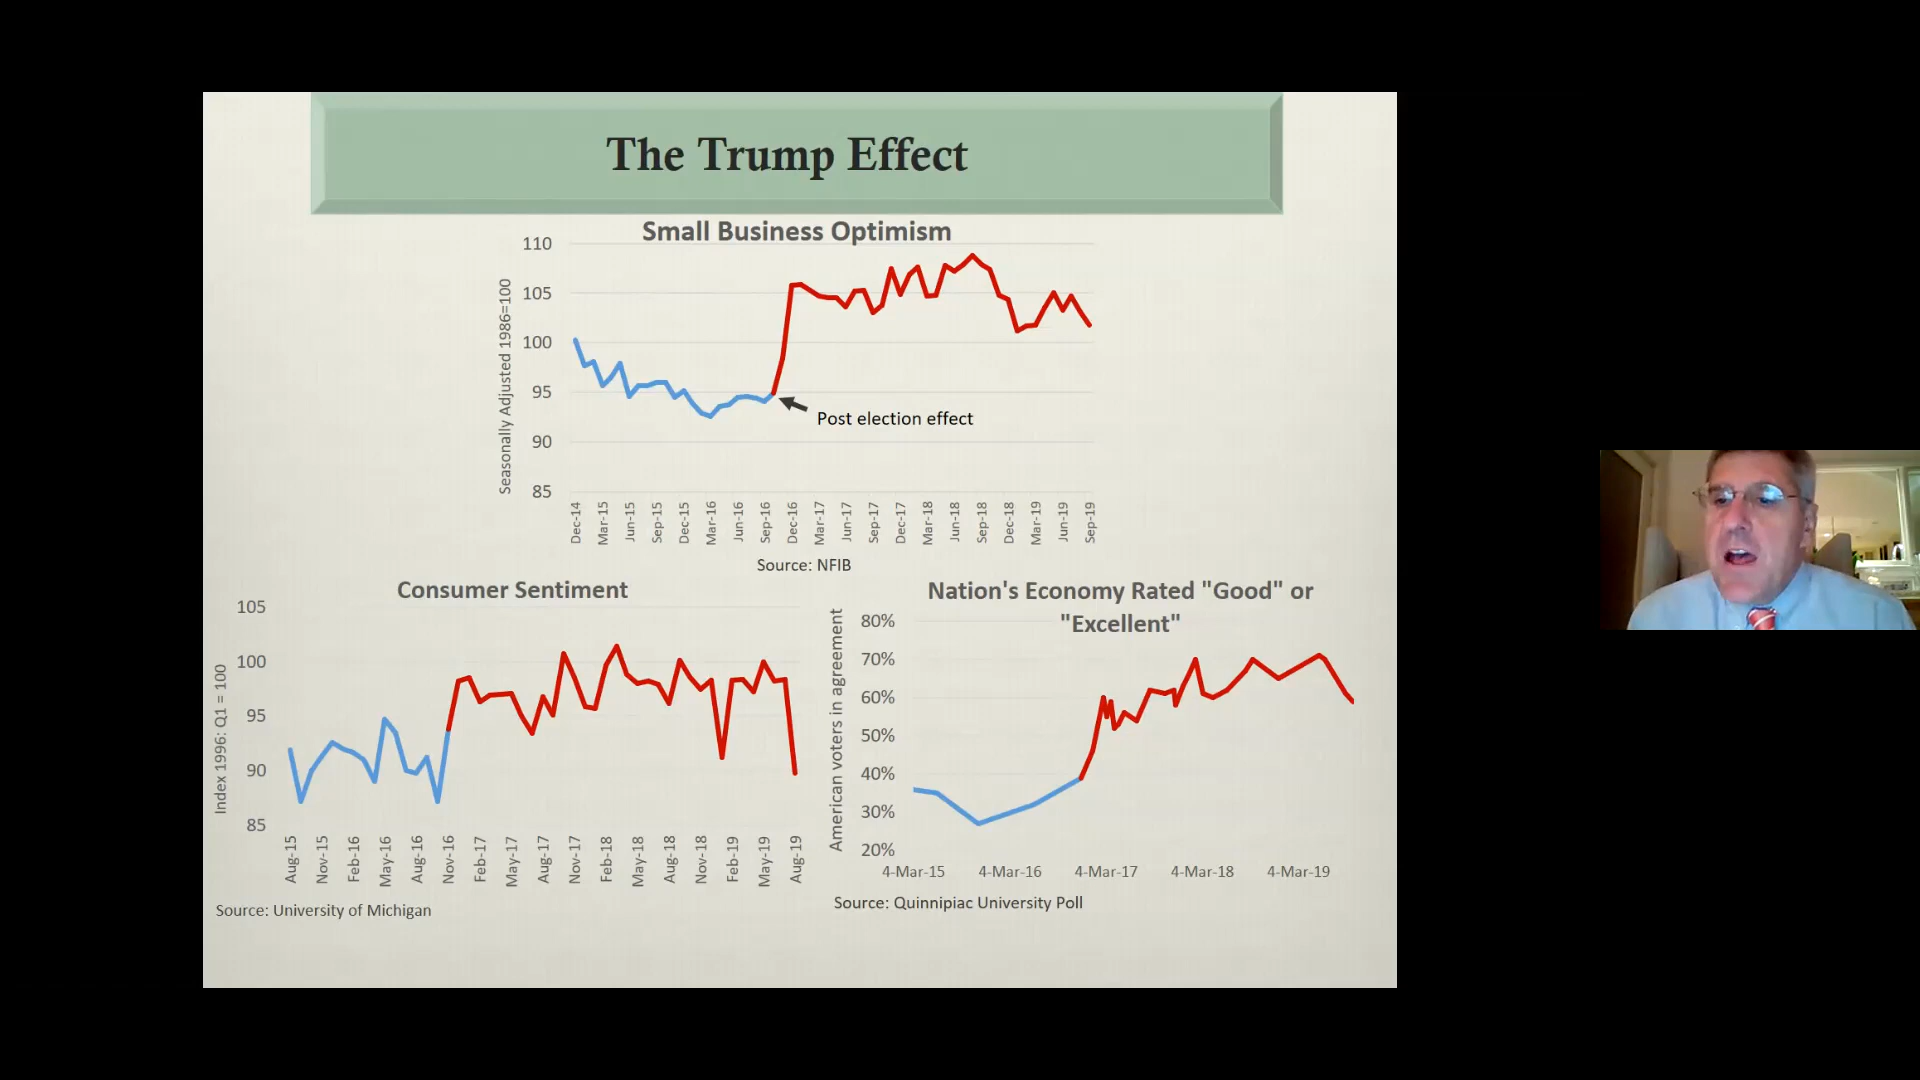 The Trump Effect
Small Business Optimism
Seasonally Adjusted 1986=100
110
105
100
95
90
85
Post election effect
Dec-14
Mar-15
Jun-15
Sep-15
Dec-15
Mar-16
Jun-16
Sep-16
Dec-16
Mar-17
Jun-17
Sep-17
Dec-17
Mar-18
Jun-18
Sep-18
Dec-18
Mar-19
Jun-19
Sep-19
Source: NFIB
Consumer Sentiment
Index 1996: Q1 = 100
105
100
95
90
85
Aug-15
Nov-15
Feb-16
May-16
Aug-16
Nov-16
Feb-17
May-17
Aug-17
Nov-17
Feb-18
May-18
Aug-18
Nov-18
Feb-19
May-19
Aug-19
Source: University of Michigan
Nation's Economy Rated "Good" or
"Excellent"
American voters in agreement
80%
70%
60%
50%
40%
30%
20%
4-Mar-15
4-Mar-16
4-Mar-17
4-Mar-18
4-Mar-19
Source: Quinnipiac University Poll